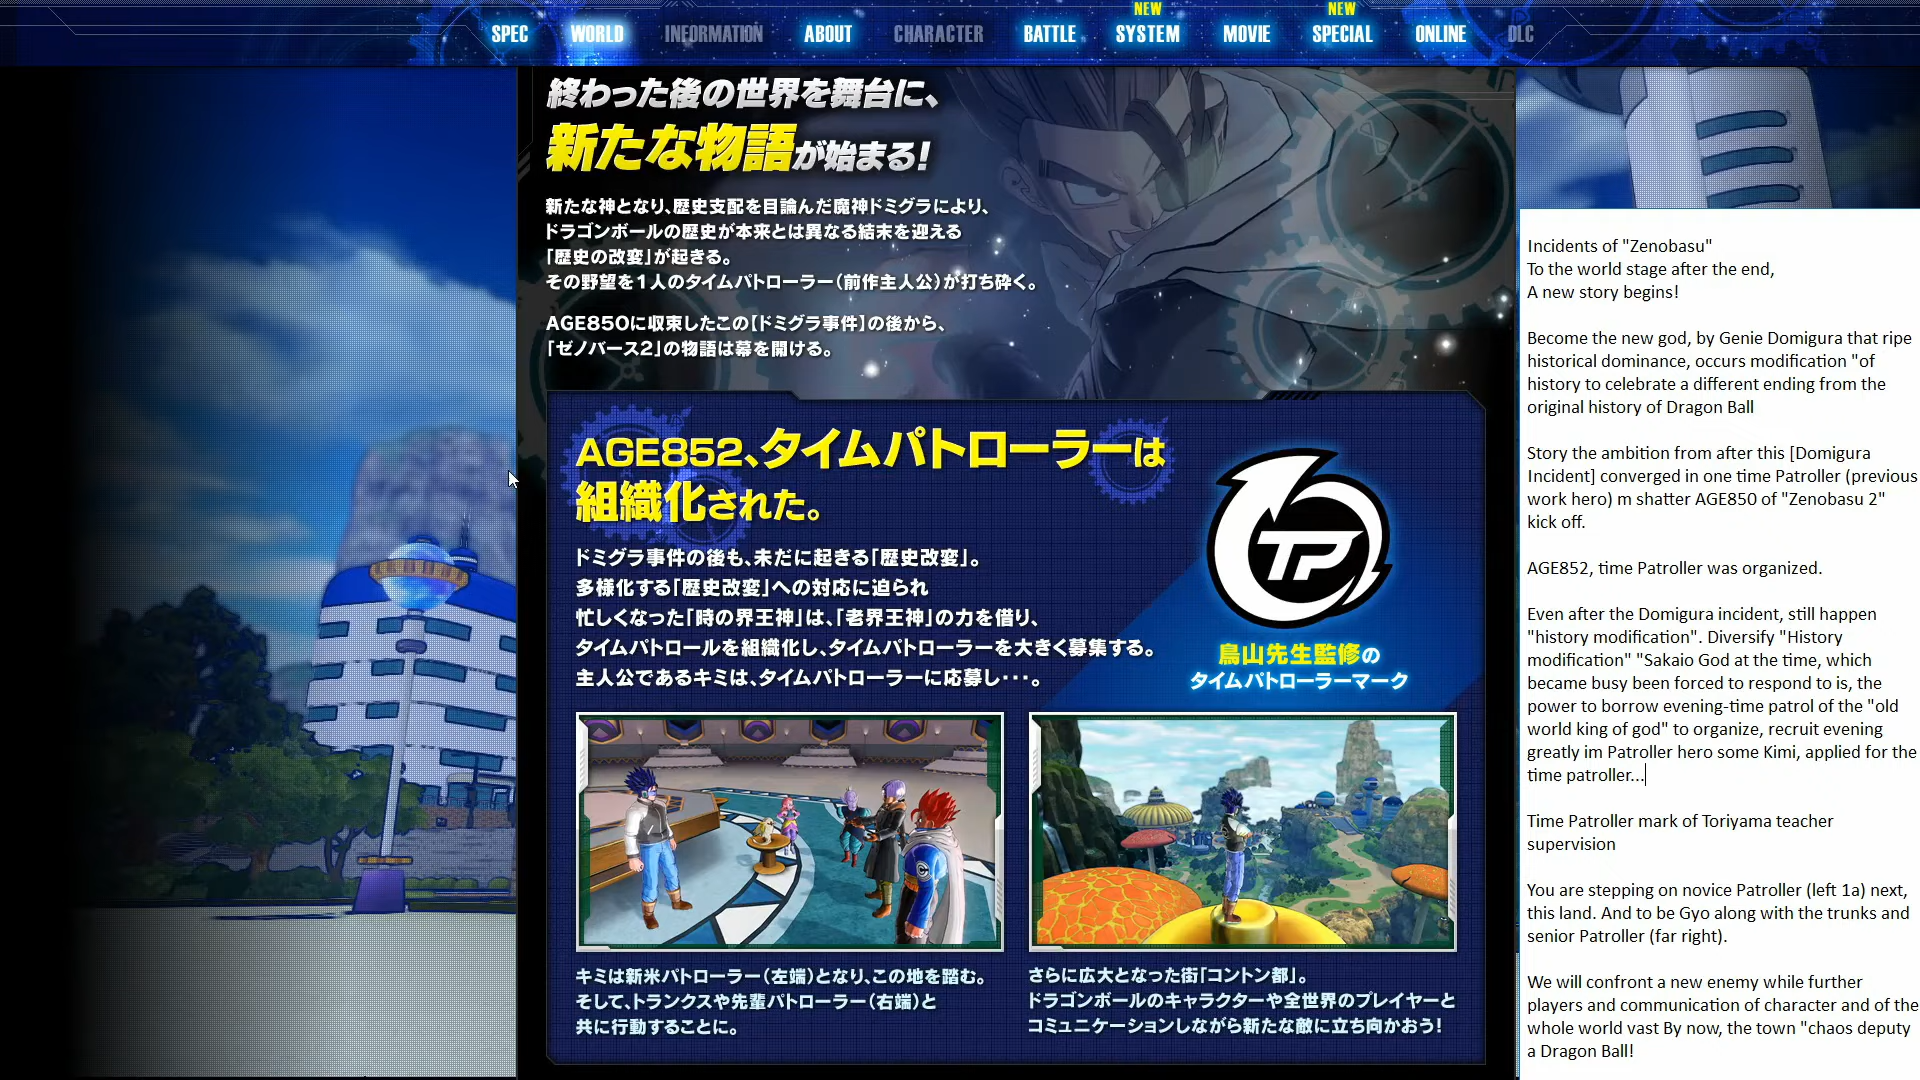 SPEC WORLD INFORMATION ABOUT CHARACTER BATTLE NEW SYSTEM MOVIE NEW SPECIAL ONLINE DLC
終わった後の世界を舞台に、
新たな物語が始まる!
新たな神となり、歴史支配を目論んだ魔神ドミグラにより、
ドラゴンボールの歴史が本来とは異なる結末を迎える
「歴史の改変」が起きる。
その野望を1人のタイムパトローラー(前作主人公)が打ち砕く。
AGE850に収束したこの【ドミグラ事件】の後から、
「ゼノバース2」の物語は幕を開ける。
AGE852、タイムパトローラーは
組織化された。
ドミグラ事件の後も、未だに起きる「歴史改変」。
多様化する「歴史改変」への対応に迫られ
忙しくなった「時の界王神」は、「老界王神」の力を借り、
タイムパトロールを組織化し、タイムパトローラーを大きく募集する。
主人公であるキミは、タイムパトローラーに応募し・・・。
TP
鳥山先生監修の
タイムパトローラーマーク
キミは新米パトローラー(左端)となり、この地を踏む。
そして、トランクスや先輩パトローラー(右端)と
共に行動することに。
さらに広大となった街「コントン都」。
ドラゴンボールのキャラクターや全世界のプレイヤーと
コミュニケーションしながら新たな敵に立ち向かおう!
Incidents of "Zenobasu"
To the world stage after the end,
A new story begins!
Become the new god, by Genie Domigura that ripe
historical dominance, occurs modification "of
history to celebrate a different ending from the
original history of Dragon Ball
Story the ambition from after this [Domigura
Incident] converged in one time Patroller (previous
work hero) m shatter AGE850 of "Zenobasu 2"
kick off.
AGE852, time Patroller was organized.
Even after the Domigura incident, still happen
"history modification". Diversify "History
modification" "Sakaio God at the time, which
became busy been forced to respond to is, the
power to borrow evening-time patrol of the "old
world king of god" to organize, recruit evening
greatly im Patroller hero some Kimi, applied for the
time patroller...
Time Patroller mark of Toriyama teacher
supervision
You are stepping on novice Patroller (left 1a) next,
this land. And to be Gyo along with the trunks and
senior Patroller (far right).
We will confront a new enemy while further
players and communication of character and of the
whole world vast By now, the town "chaos deputy
a Dragon Ball!